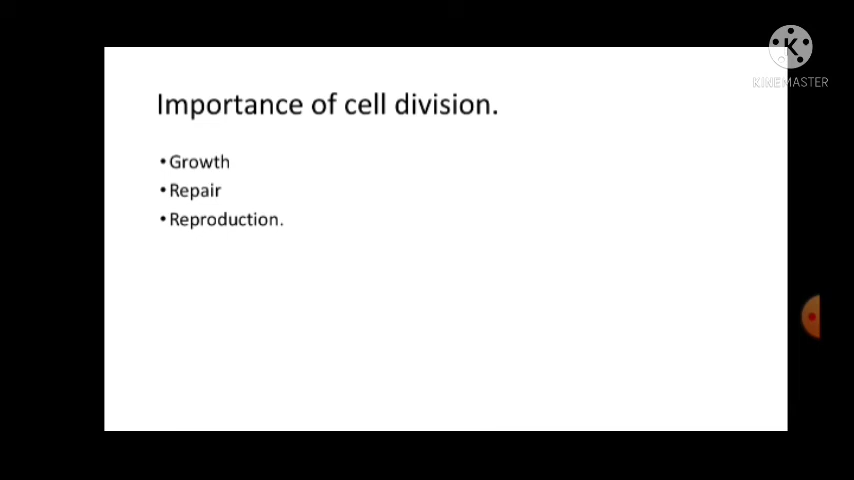 Importance of cell division.
• Growth
• Repair
• Reproduction.
K
KINEMASTER